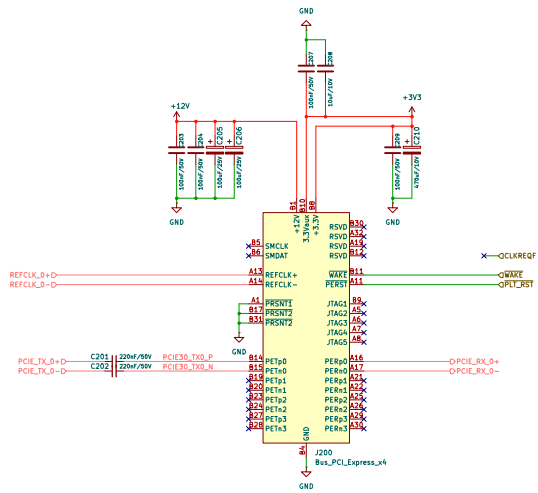 GND
C207
100nF/50V
C208
10uF/10V
+12V
+3V3
C203
100nF/50V
C204
100nF/50V
C205
100uF/25V
C206
100uF/25V
C209
100nF/50V
C210
470uF/10V
GND
GND
B1
B10
B8
+12V
3.3Vaux
+3.3V
RSVD B30
RSVD A32
RSVD A19
RSVD B12
B5 SMCLK
B6 SMDAT
CLKREQF
REFCLK_0+ A13 REFCLK+
REFCLK_0- A14 REFCLK-
WAKE B11 WAKE
PERST A11 PLT_RST
A1 PRSNT1
B17 PRSNT2
B31 PRSNT2
GND
JTAG1 B9
JTAG2 A5
JTAG3 A6
JTAG4 A7
JTAG5 A8
PCIE_TX_0+ C201 220nF/50V PCIE30_TX0_P B14 PETp0
PCIE_TX_0- C202 220nF/50V PCIE30_TX0_N B15 PETn0
B19 PETp1
B20 PETn1
B23 PETp2
B24 PETn2
B27 PETp3
B28 PETn3
PERp0 A16 PCIE_RX_0+
PERn0 A17 PCIE_RX_0-
PERp1 A21
PERn1 A22
PERp2 A25
PERn2 A26
PERp3 A29
PERn3 A30
GND
B4
J200
Bus_PCI_Express_x4
GND